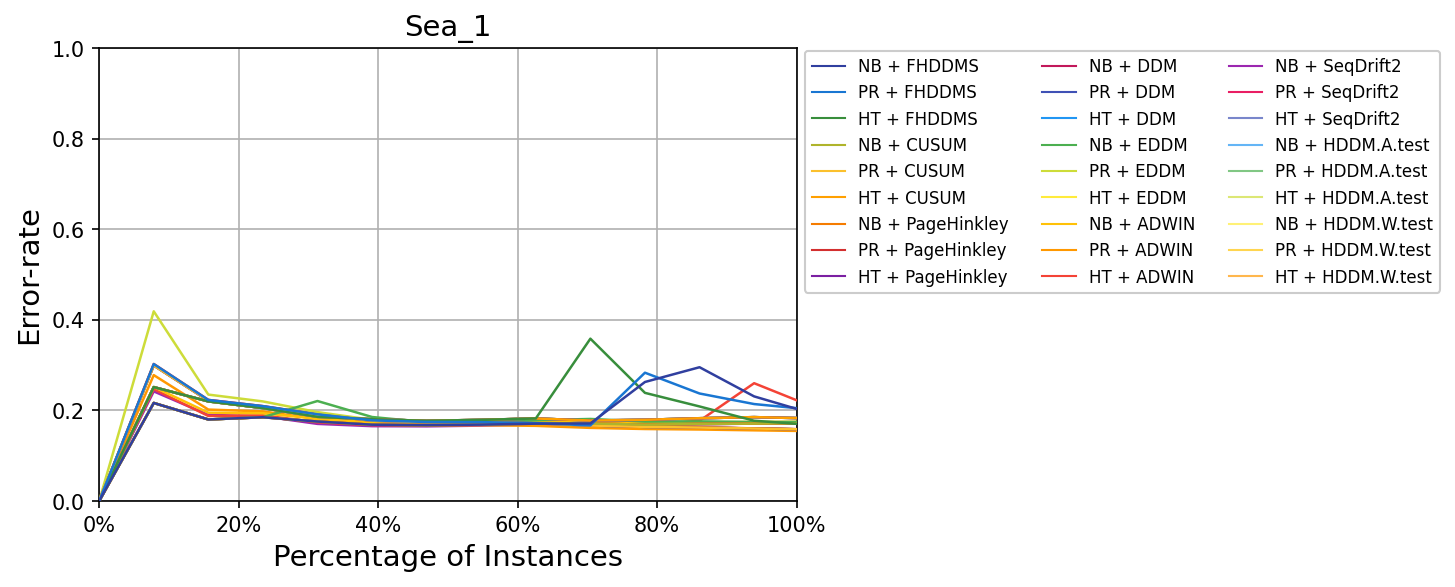 Sea_1
1.0
0.8
0.6
0.4
0.2
0.0
Error-rate
0%
20%
40%
60%
80%
100%
Percentage of Instances
NB + FHDDMS
PR + FHDDMS
HT + FHDDMS
NB + CUSUM
PR + CUSUM
HT + CUSUM
NB + PageHinkley
PR + PageHinkley
HT + PageHinkley
NB + DDM
PR + DDM
HT + DDM
NB + EDDM
PR + EDDM
HT + EDDM
NB + ADWIN
PR + ADWIN
HT + ADWIN
NB + SeqDrift2
PR + SeqDrift2
HT + SeqDrift2
NB + HDDM.A.test
PR + HDDM.A.test
HT + HDDM.A.test
NB + HDDM.W.test
PR + HDDM.W.test
HT + HDDM.W.test